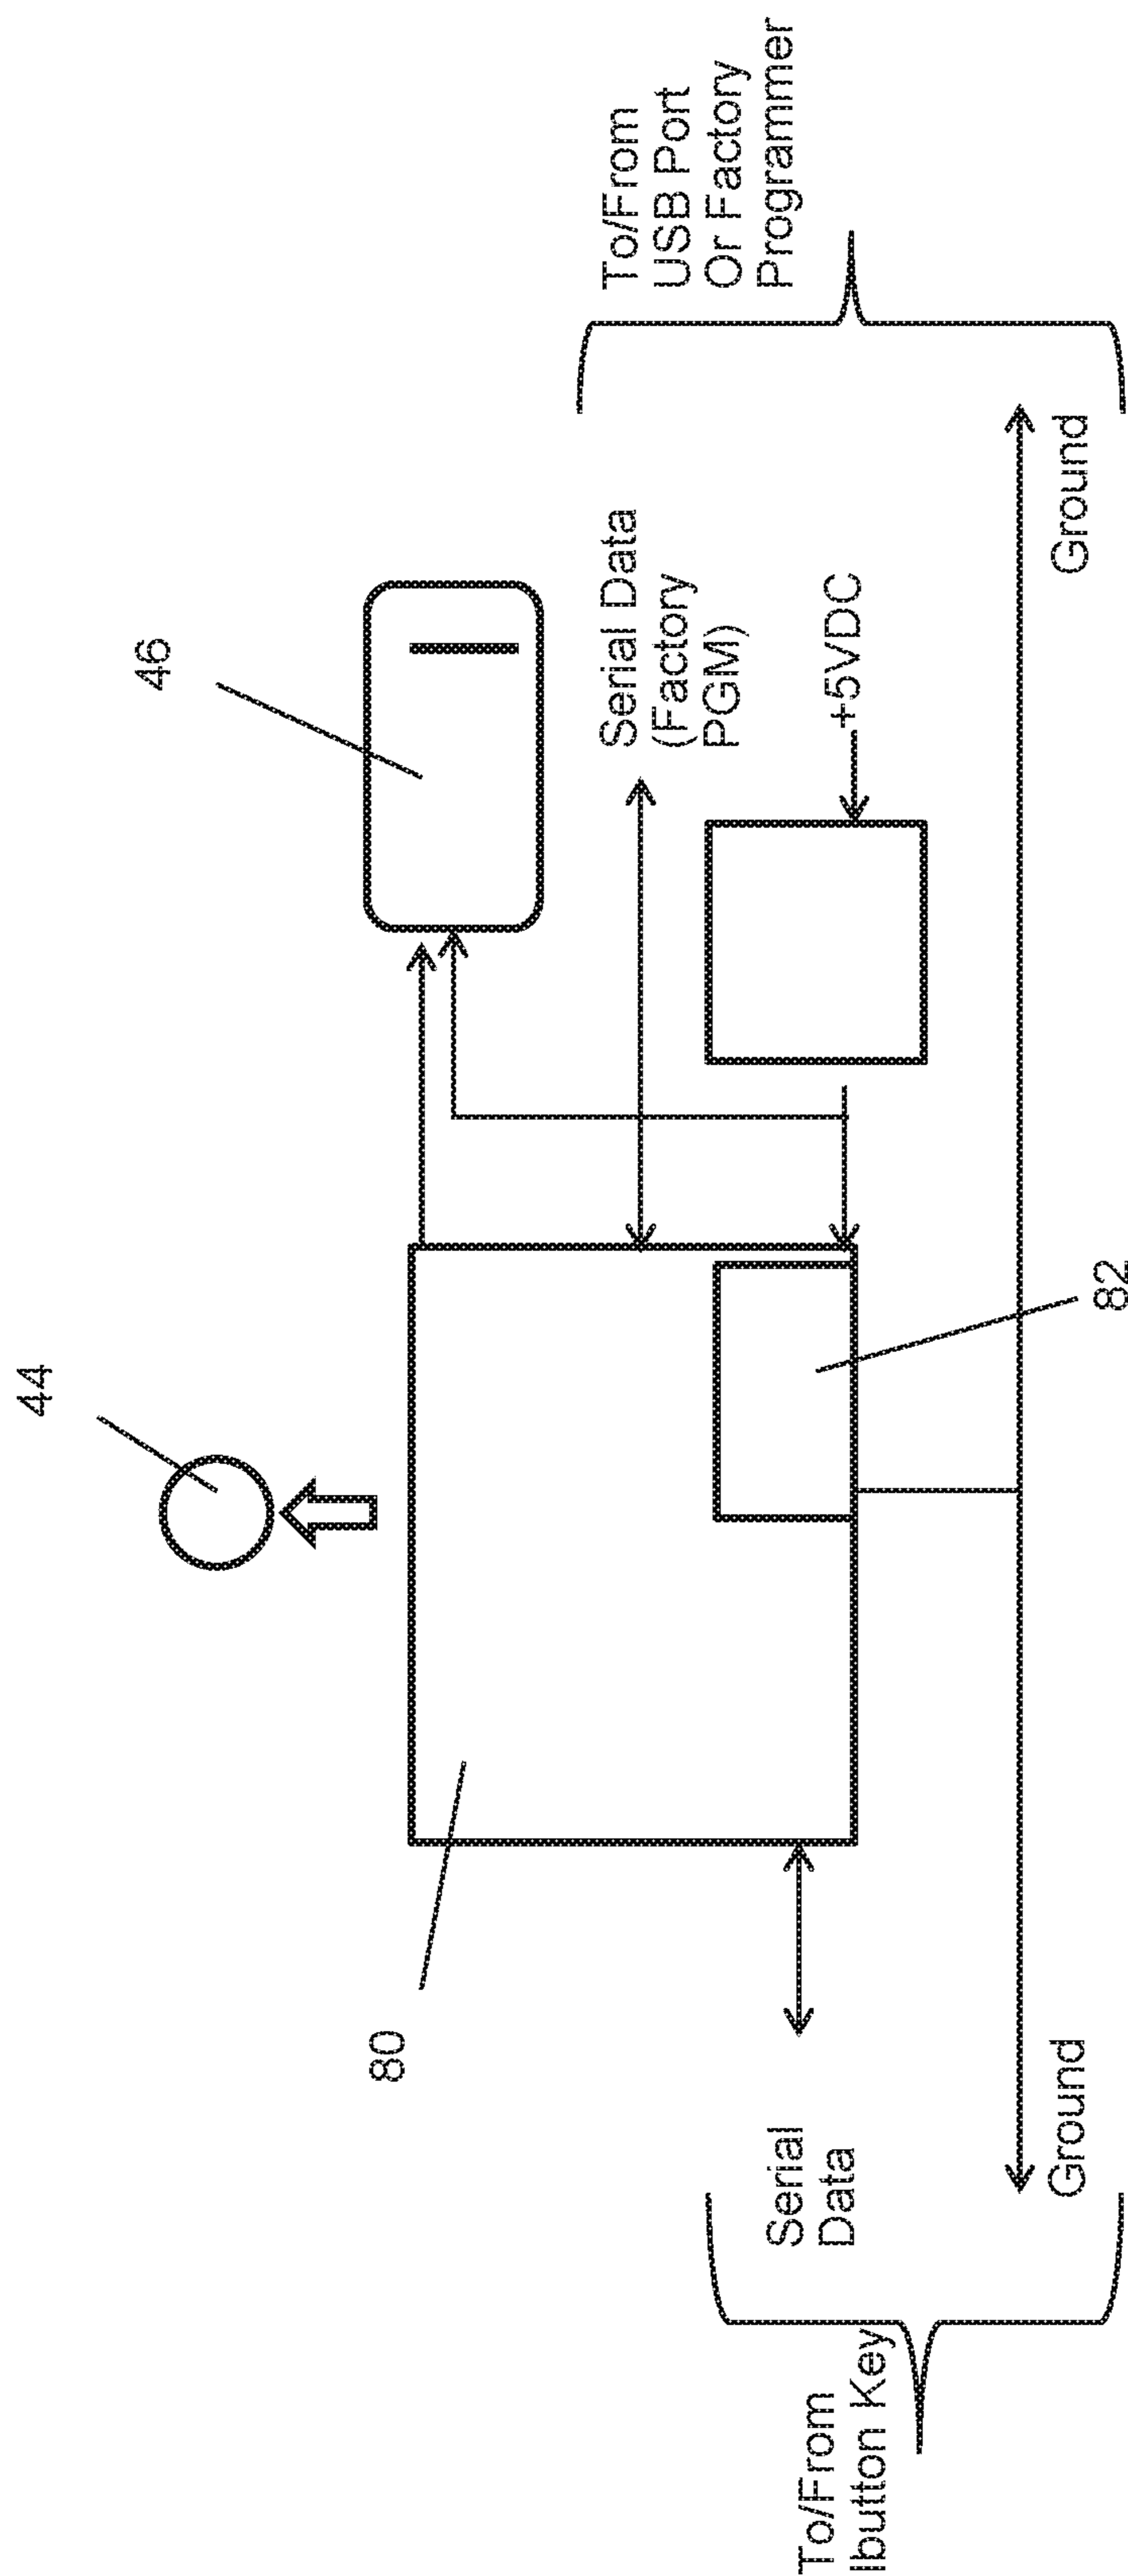 44
46
80
82
To/From
USB Port
Or Factory
Programmer
Serial Data
(Factory
PGM)
+5VDC
Ground
Serial
Data
Ground
To/From
Ibutton Key